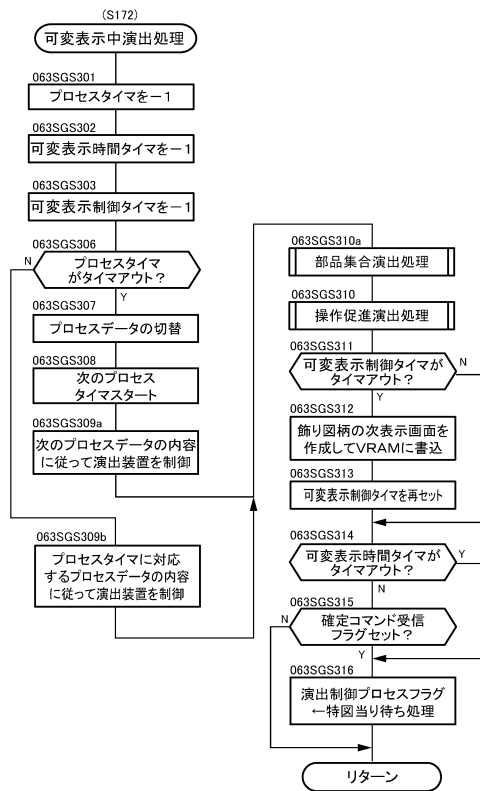 (S172)
可変表示中演出処理
063SGS301
プロセスタイマを－1
063SGS302
可変表示時間タイマを－1
063SGS303
可変表示制御タイマを－1
063SGS306
プロセスタイマ
がタイムアウト？
N
Y
063SGS307
プロセスデータの切替
063SGS308
次のプロセス
タイマスタート
063SGS309a
次のプロセスデータの内容
に従って演出装置を制御
063SGS309b
プロセスタイマに対応
するプロセスデータの内容
に従って演出装置を制御
063SGS310a
部品集合演出処理
063SGS310
操作促進演出処理
063SGS311
可変表示制御タイマが
タイマアウト？
N
Y
063SGS312
飾り図柄の次表示画面を
作成してVRAMに書込
063SGS313
可変表示制御タイマを再セット
063SGS314
可変表示時間タイマが
タイマアウト？
Y
N
063SGS315
確定コマンド受信
フラグセット？
N
Y
063SGS316
演出制御プロセスフラグ
←特図当り待ち処理
リターン